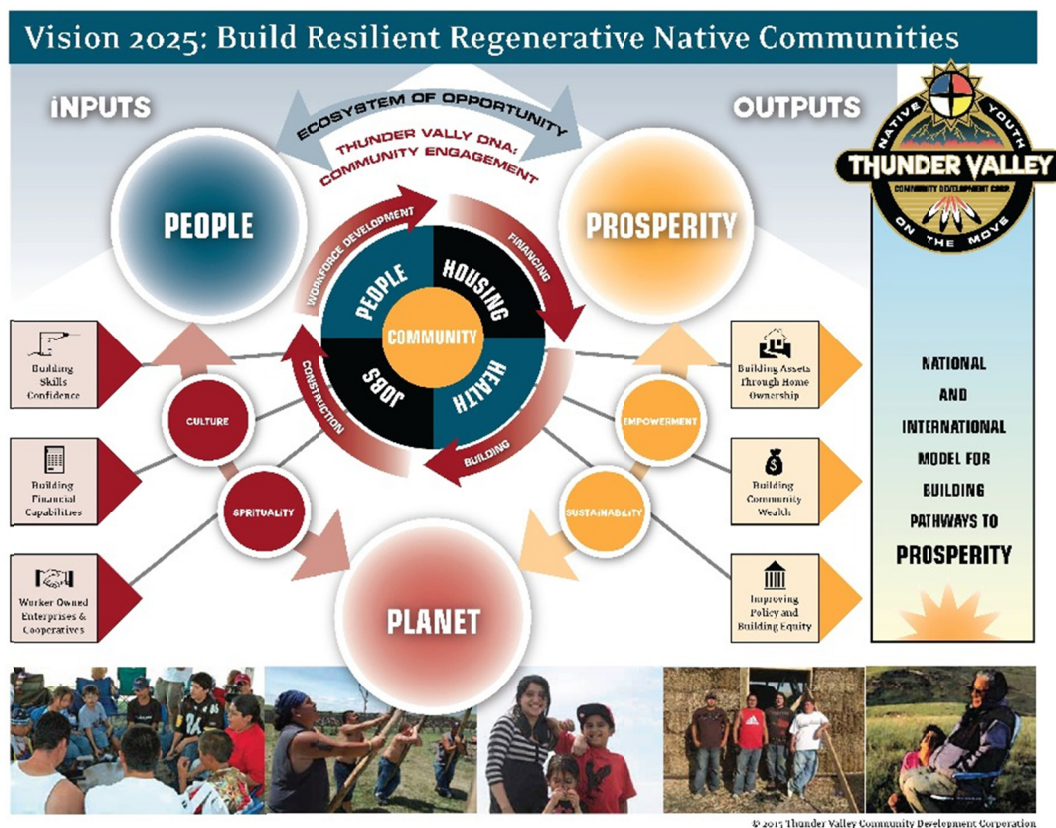 Vision 2025: Build Resilient Regenerative Native Communities
iNPUTS
OUTPUTS
ECOSYSTEM OF OPPORTUNITY
THUNDER VALLY DNA:
COMMUNITY ENGAGEMENT
PEOPLE
PROSPERITY
WORKFORCE DEVELOPMENT
FINANCING
BUILDING
CONSTRUCTION
PEOPLE
HOUSING
HEALTH
JOBS
COMMUNITY
NATIVE YOUTH
THUNDER VALLEY
COMMUNITY DEVELOPMENT CORP.
ON THE MOVE
Building
Skills
Confidence
Building
Financial
Capabilities
Worker Owned
Enterprises &
Cooperatives
CULTURE
SPRITUALITY
EMPOWERMENT
SUSTAINABILITY
PLANET
Building Assets
Through Home
Ownership
Building
Community
Wealth
Improving
Policy and
Building Equity
NATIONAL
AND
INTERNATIONAL
MODEL FOR
BUILDING
PATHWAYS TO
PROSPERITY
84
© 2015 Thunder Valley Community Development Corporation